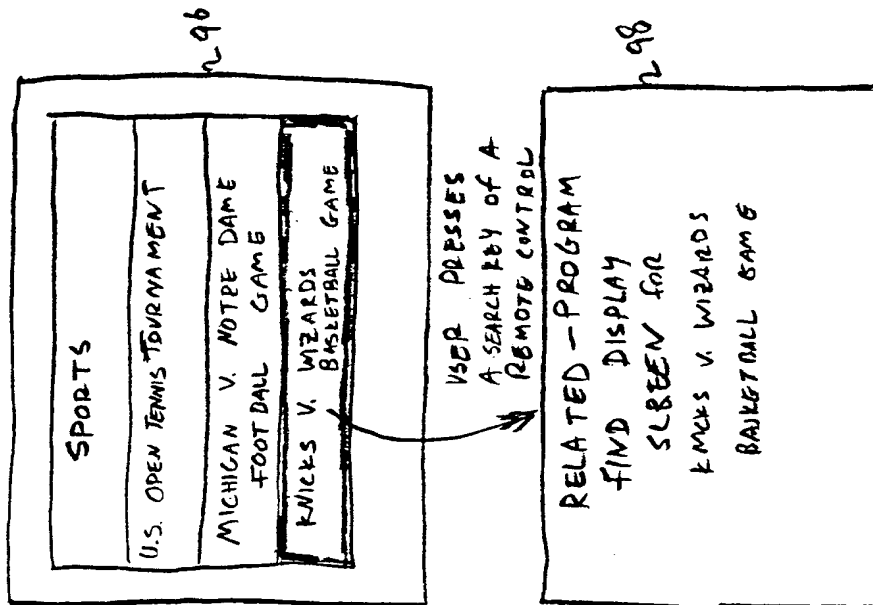 SPORTS
U.S. OPEN TENNIS TOURNAMENT
MICHIGAN V. NOTRE DAME
FOOTBALL GAME
KNICKS V. WIZARDS
BASKETBALL GAME
96
USER PRESSES
A SEARCH KEY OF A
REMOTE CONTROL
RELATED-PROGRAM
FIND DISPLAY
SCREEN FOR
KNICKS V. WIZARDS
BASKETBALL GAME
98